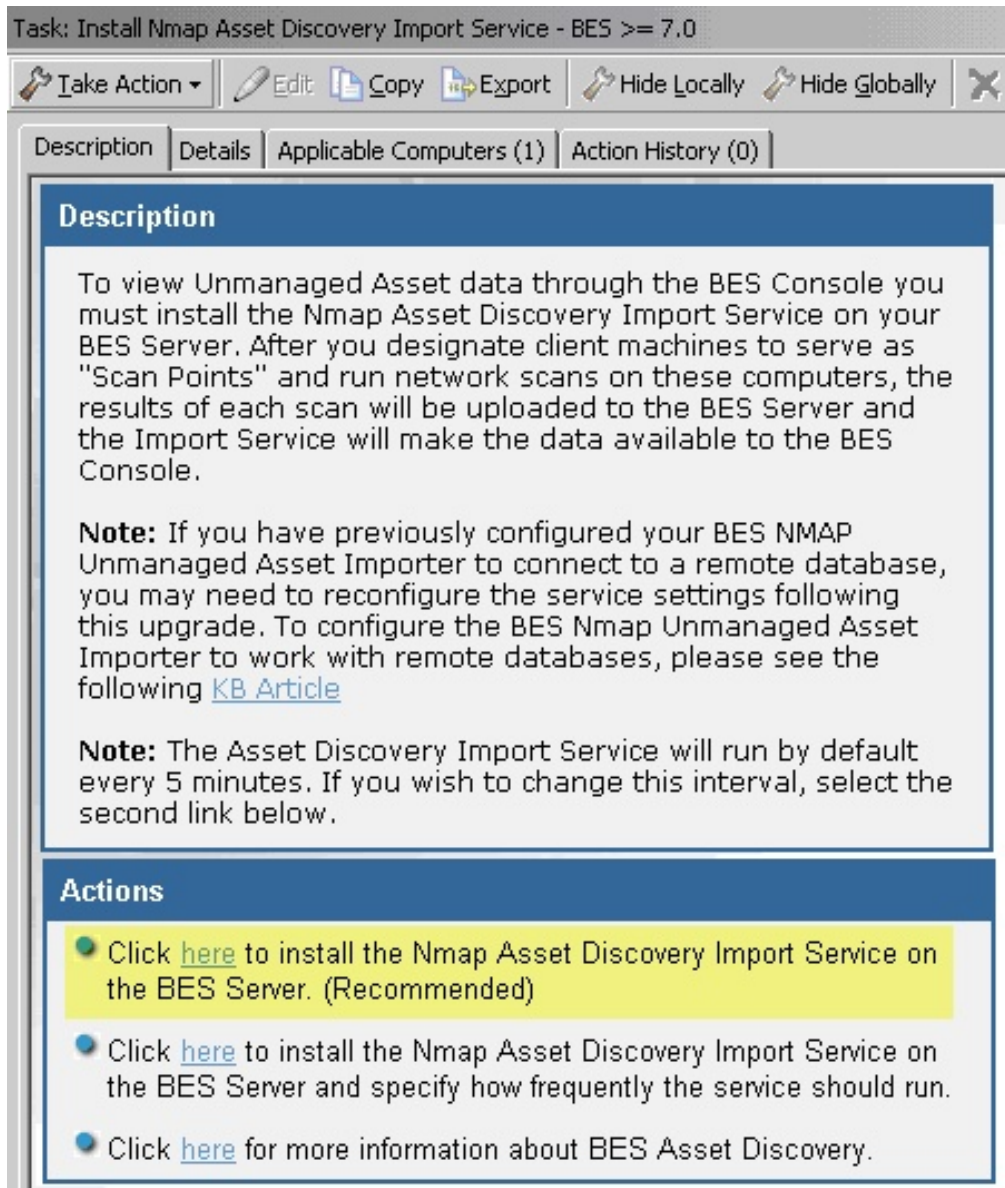 Task: Install Nmap Asset Discovery Import Service - BES >= 7.0
Take Action Edit Copy Export Hide Locally Hide Globally
Description Details Applicable Computers (1) Action History (0)
Description
To view Unmanaged Asset data through the BES Console you
must install the Nmap Asset Discovery Import Service on your
BES Server. After you designate client machines to serve as
"Scan Points" and run network scans on these computers, the
results of each scan will be uploaded to the BES Server and
the Import Service will make the data available to the BES
Console.
Note: If you have previously configured your BES NMAP
Unmanaged Asset Importer to connect to a remote database,
you may need to reconfigure the service settings following
this upgrade. To configure the BES Nmap Unmanaged Asset
Importer to work with remote databases, please see the
following KB Article
Note: The Asset Discovery Import Service will run by default
every 5 minutes. If you wish to change this interval, select the
second link below.
Actions
Click here to install the Nmap Asset Discovery Import Service on
the BES Server. (Recommended)
Click here to install the Nmap Asset Discovery Import Service on
the BES Server and specify how frequently the service should run.
Click here for more information about BES Asset Discovery.